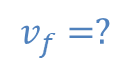 v_f =?